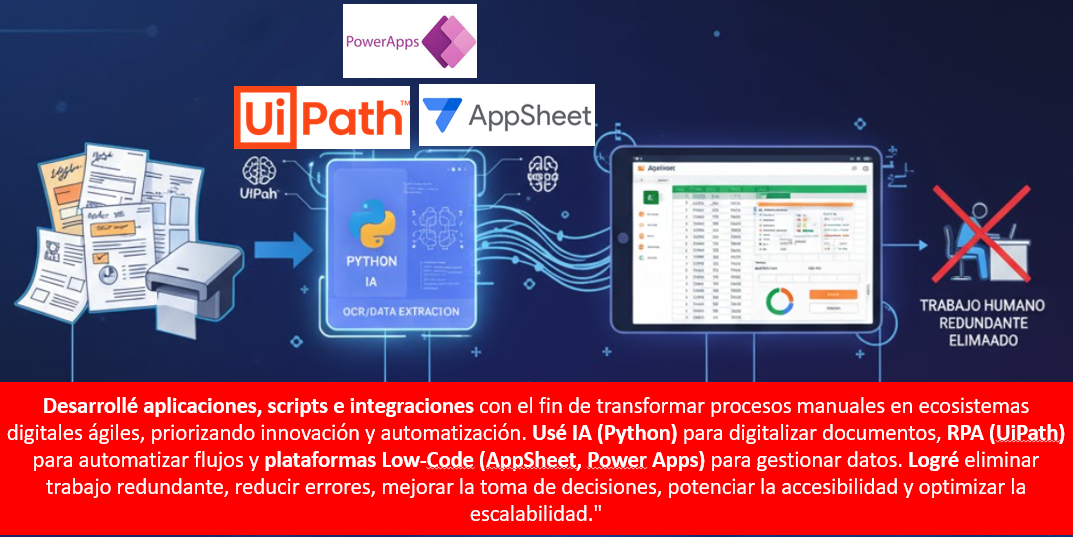 PowerApps
UiPath™
AppSheet
UIPah
PYTHON
IA
OCR/DATA EXTRACION
TRABAJO HUMANO
REDUNDANTE
ELIMAADO
Desarrollé aplicaciones, scripts e integraciones con el fin de transformar procesos manuales en ecosistemas
digitales ágiles, priorizando innovación y automatización. Usé IA (Python) para digitalizar documentos, RPA (UiPath)
para automatizar flujos y plataformas Low-Code (AppSheet, Power Apps) para gestionar datos. Logré eliminar
trabajo redundante, reducir errores, mejorar la toma de decisiones, potenciar la accesibilidad y optimizar la
escalabilidad."